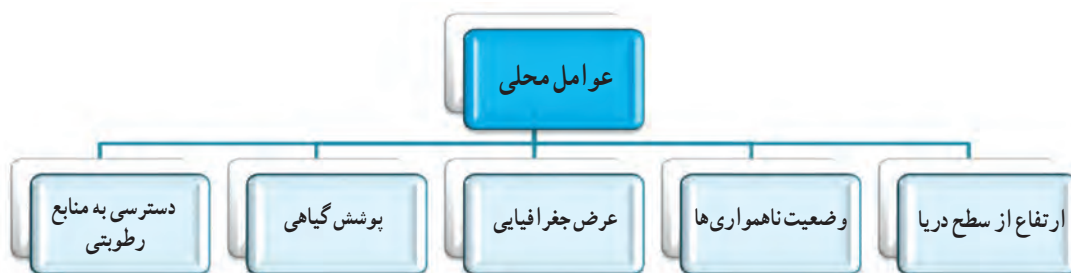 عوامل محلی
ارتفاع از سطح دریا
وضعیت ناهمواری‌ها
عرض جغرافیایی
پوشش گیاهی
دسترسی به منابع
رطوبتی